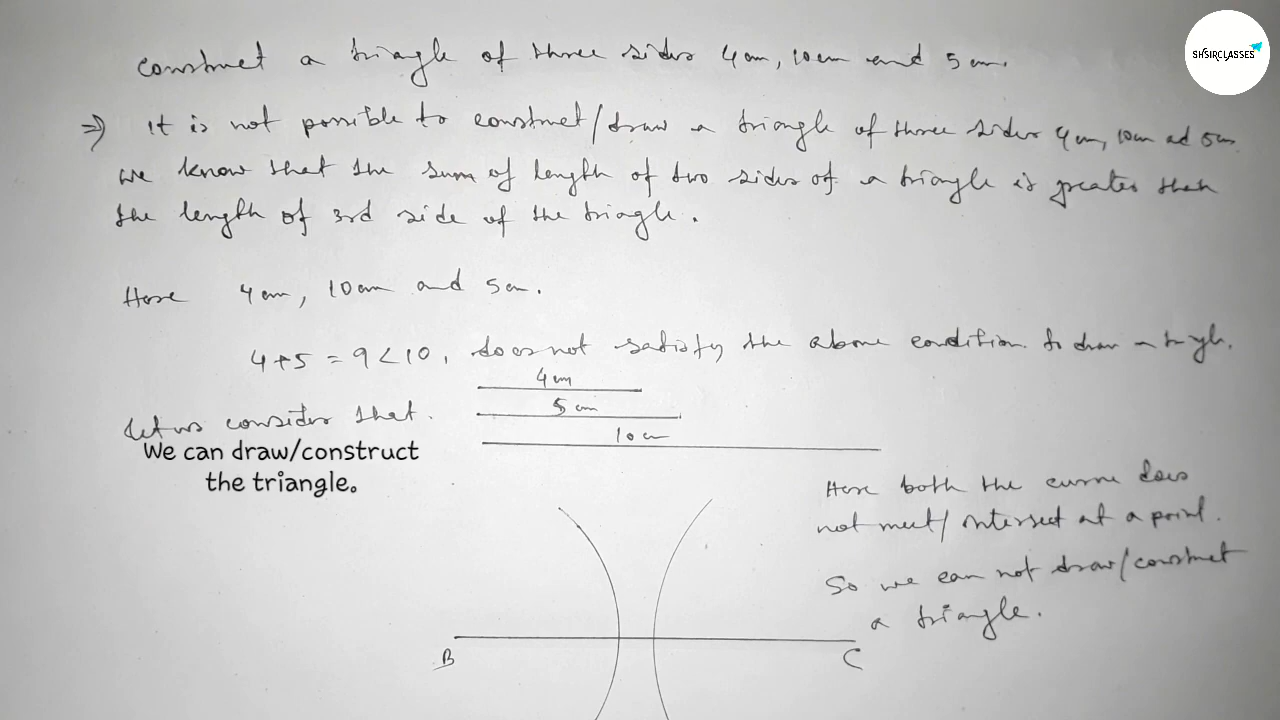 SHSIRCLASSES
construct a triagle of three sides 4cm, 10cm and 5cm.
⇒ it is not possible to construct/draw a triangle of three sides 4cm, 10cm ad 5cm
we know that the sum of length of two sides of a triangle is greater than
the length of 3rd side of the triagle.
Here 4cm, 10cm and 5cm.
4+5=9<10, does not satisfy the above condition to draw a
4cm
5cm
10cm
let us consider that.
We can draw/construct
the triangle.
Here both the curve does
not meet/intersect at a point.
So we can not draw/construct
a triangle.
B C